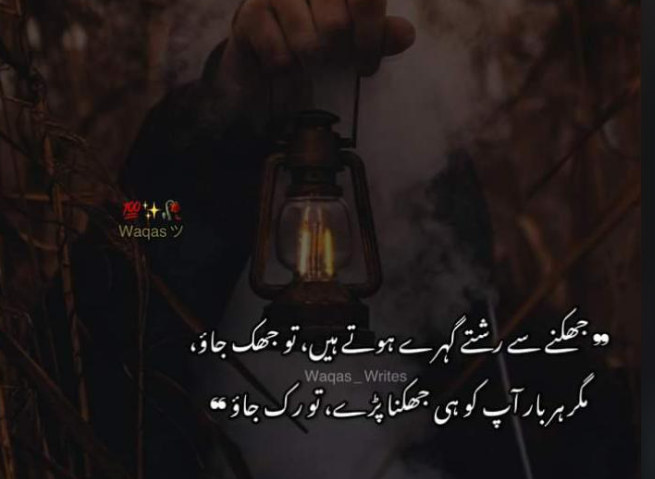 💯✨🥀
Waqas ツ
❞ جھکنے سے رشتے گہرے ہوتے ہیں، تو جھک جاؤ،
Waqas_Writes
مگر ہر بار آپ کو ہی جھکنا پڑے، تو رک جاؤ ❝